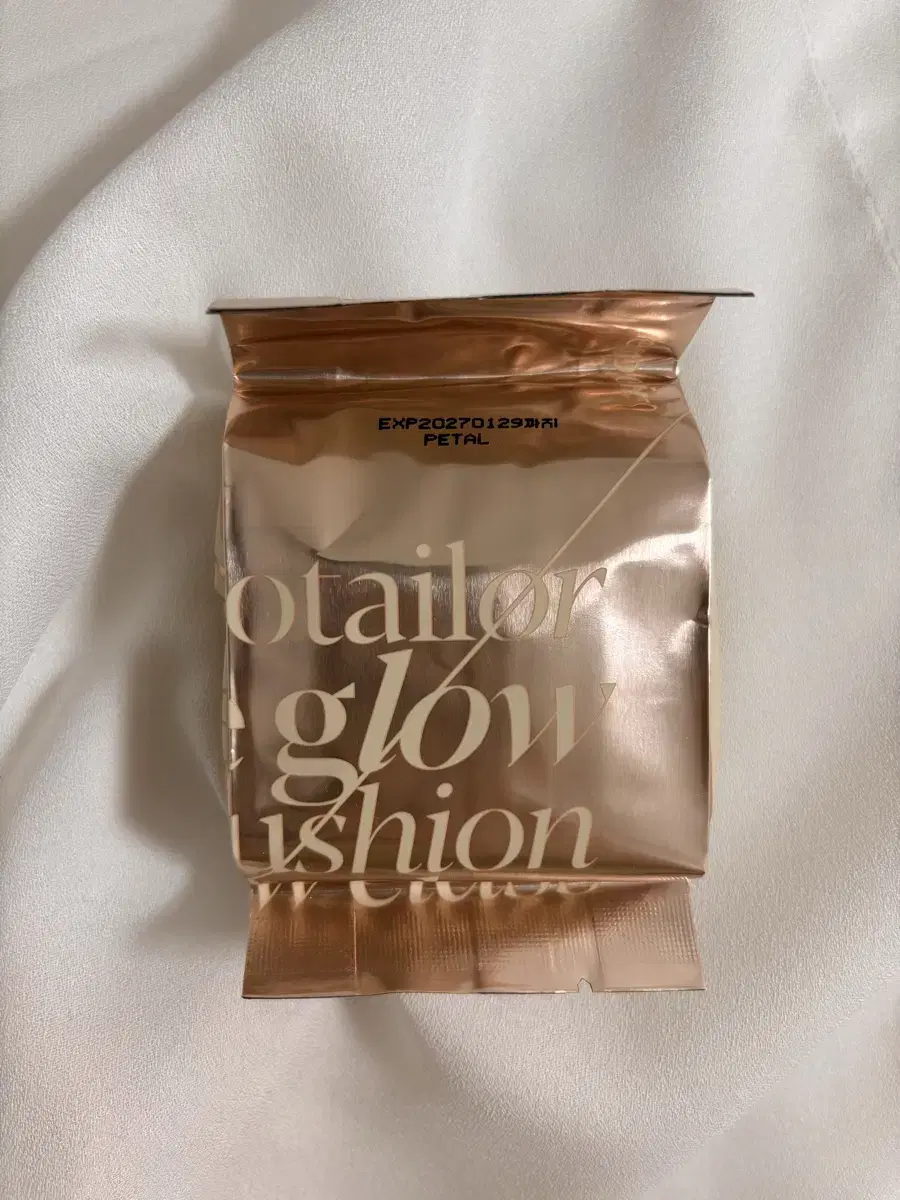 EXP20270129까지
PETAL
otailor
glow
ushion